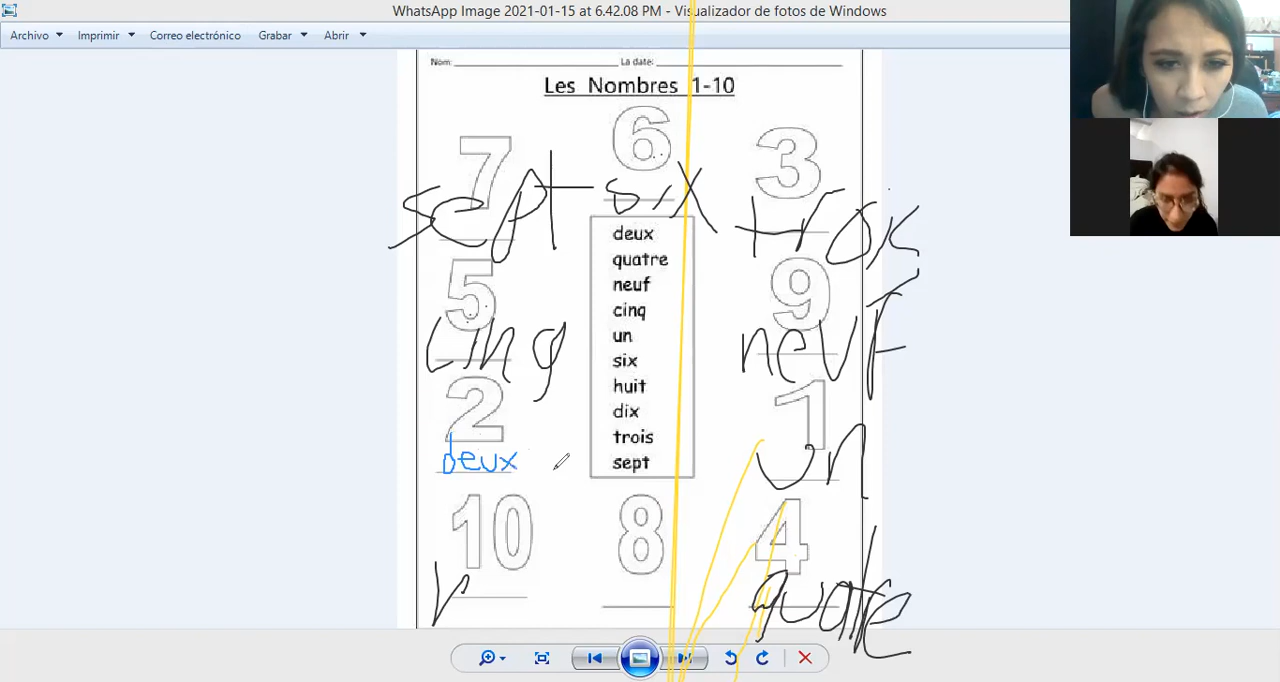 WhatsApp Image 2021-01-15 at 6.42.08 PM - Visualizador de fotos de Windows
Archivo Imprimir Correo electrónico Grabar Abrir
Nom: La date:
Les Nombres 1-10
7 6 3
sept six trois
deux
quatre
neuf
cinq
un
six
huit
dix
trois
sept
5 9
cinq neuf
2 1
deux un
10 8 4